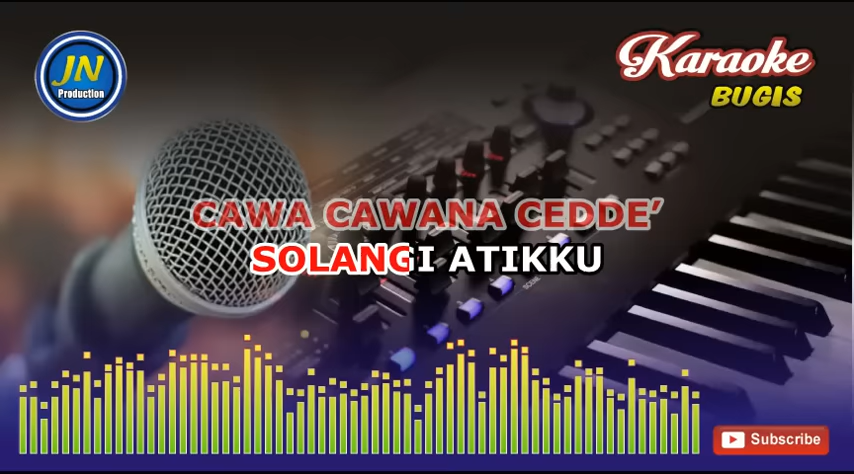 JN
Production
Karaoke
BUGIS
CAWA CAWANA CEDDE'
SOLANGI ATIKKU
Subscribe